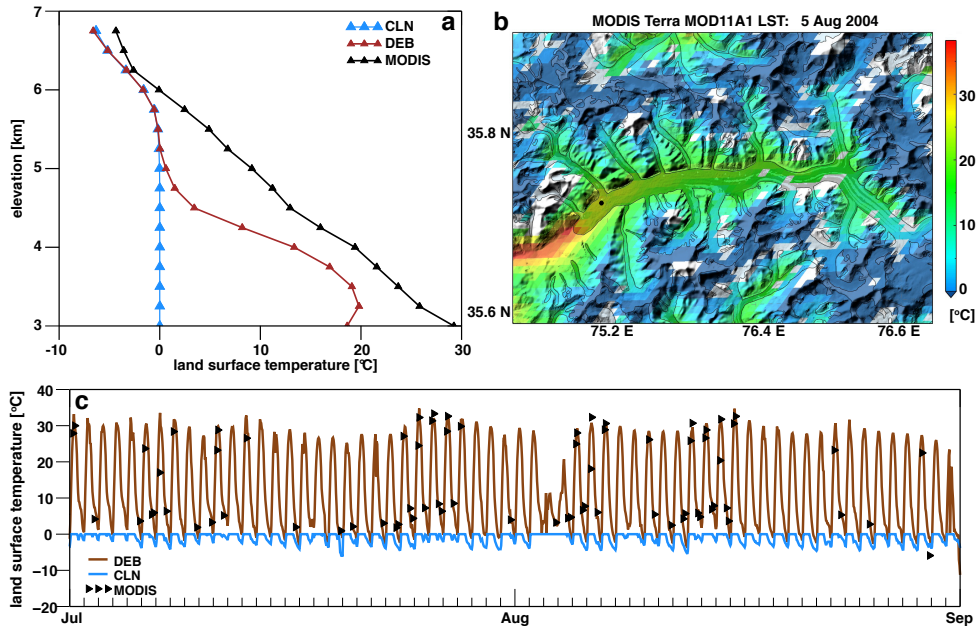 a
CLN
DEB
MODIS
7
6
5
4
3
elevation [km]
-10
0
10
20
30
land surface temperature [°C]
b
MODIS Terra MOD11A1 LST: 5 Aug 2004
35.8 N
35.6 N
75.2 E
76.4 E
76.6 E
30
20
10
0
[°C]
c
40
30
20
10
0
−10
−20
land surface temperature [°C]
DEB
CLN
MODIS
Jul
Aug
Sep